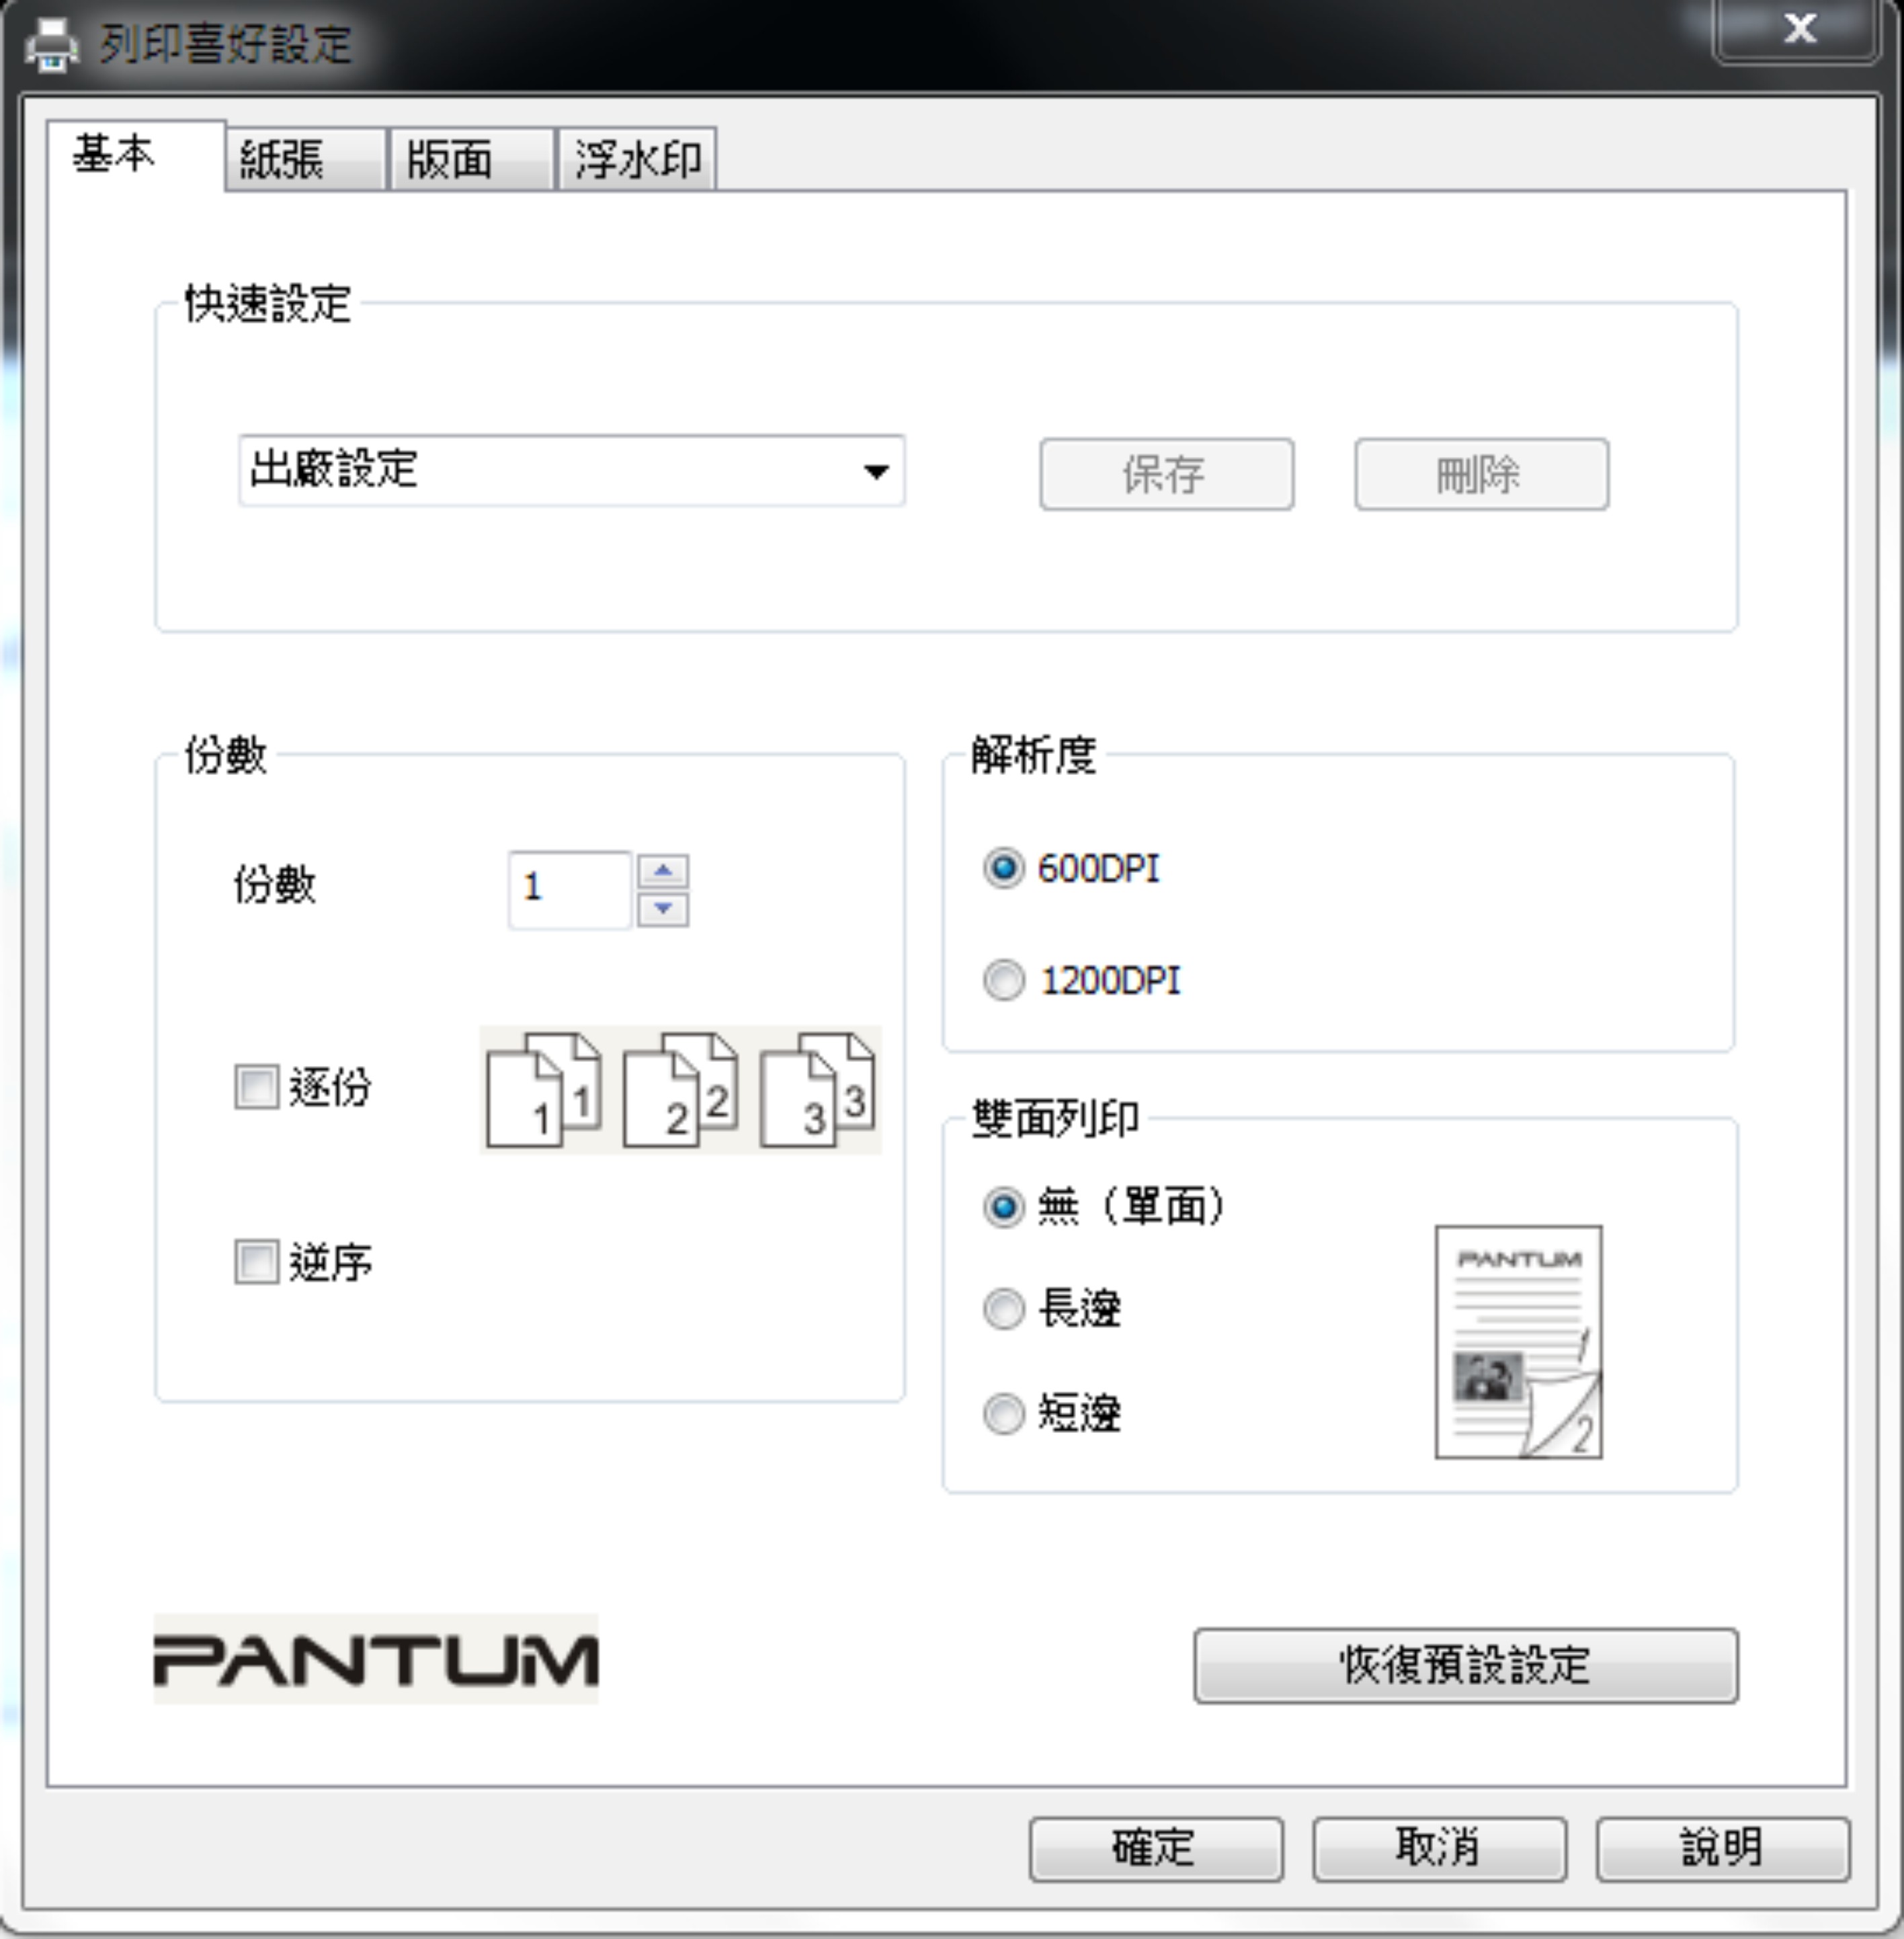 列印喜好設定
X
基本 紙張 版面 浮水印
快速設定
出廠設定 保存 刪除
份數
份數 1
逐份 1 1 2 2 3 3
逆序
解析度
600DPI
1200DPI
雙面列印
無（單面）
長邊
短邊
PANTUM
1
2
PANTUM
恢復預設設定
確定 取消 說明